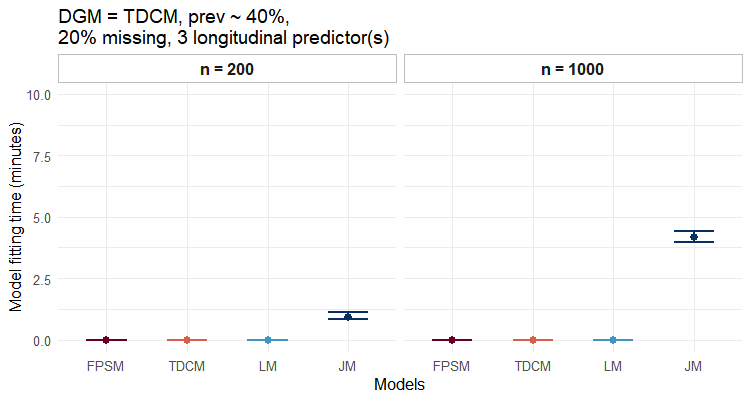 DGM = TDCM, prev ~ 40%,
20% missing, 3 longitudinal predictor(s)
n = 200
n = 1000
Model fitting time (minutes)
10.0
7.5
5.0
2.5
0.0
FPSM TDCM LM JM
FPSM TDCM LM JM
Models